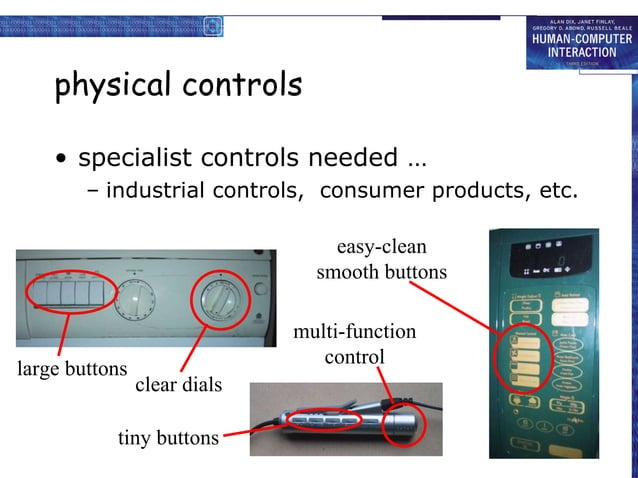 ALAN DIX, JANET FINLAY,
GREGORY D. ABOWD, RUSSELL BEALE
HUMAN-COMPUTER
INTERACTION
THIRD EDITION
physical controls
• specialist controls needed …
– industrial controls, consumer products, etc.
easy-clean
smooth buttons
multi-function
control
large buttons
clear dials
tiny buttons